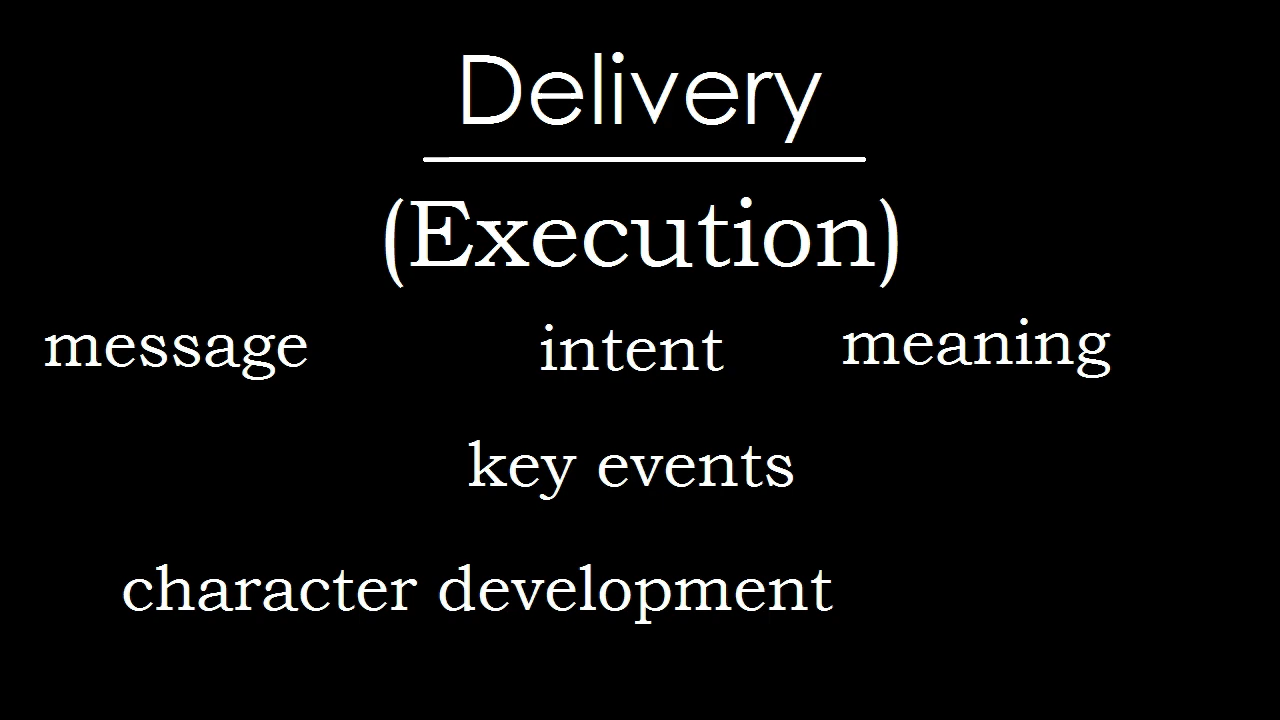 Delivery
(Execution)
message intent meaning
key events
character development